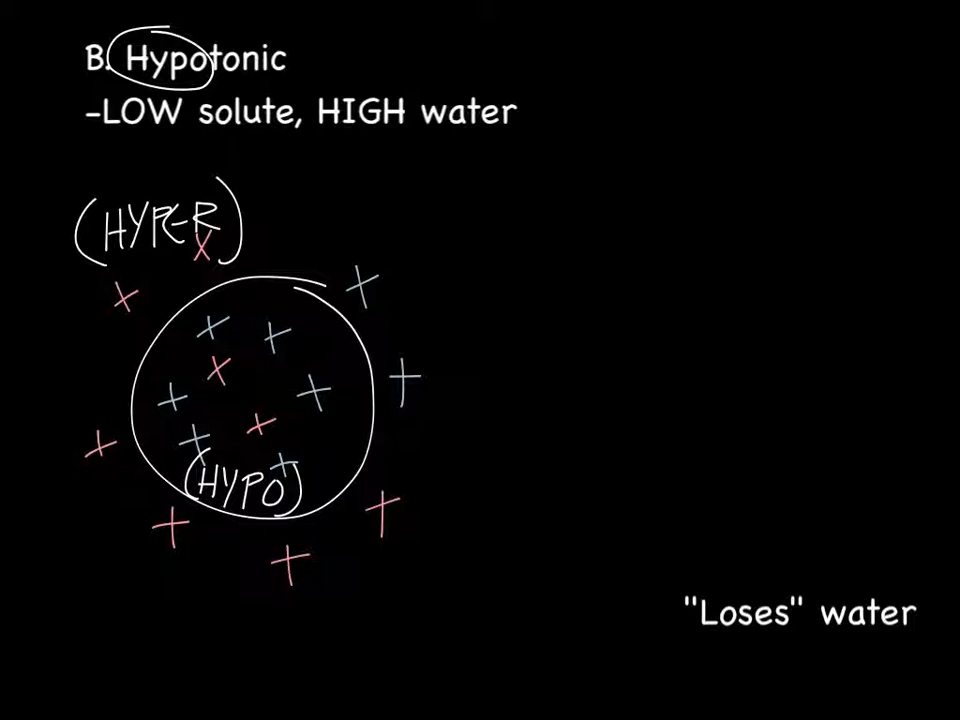 B. Hypotonic
-LOW solute, HIGH water
(HYPER)
(HYPO)
"Loses" water